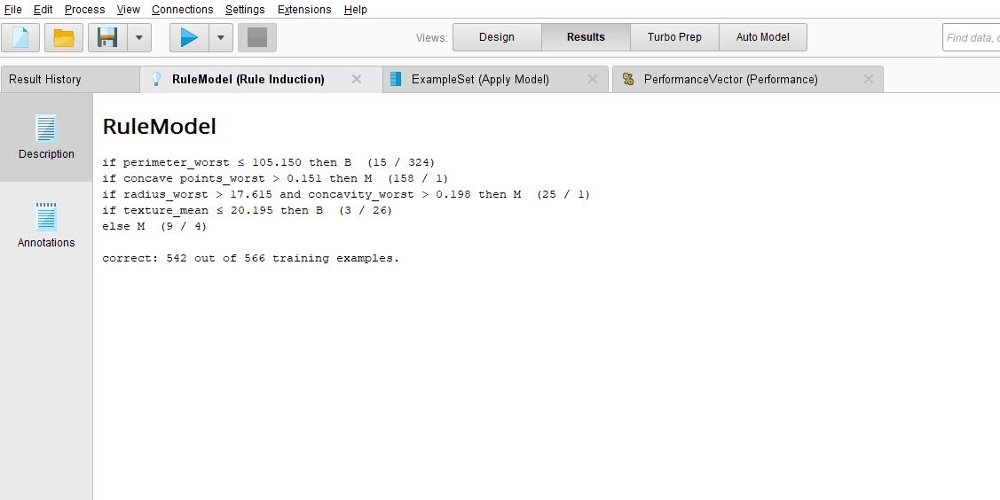 File Edit Process View Connections Settings Extensions Help
Views: Design Results Turbo Prep Auto Model Find data,
Result History RuleModel (Rule Induction) ExampleSet (Apply Model) PerformanceVector (Performance)
Description
Annotations
RuleModel
if perimeter_worst ≤ 105.150 then B (15 / 324)
if concave points_worst > 0.151 then M (158 / 1)
if radius_worst > 17.615 and concavity_worst > 0.198 then M (25 / 1)
if texture_mean ≤ 20.195 then B (3 / 26)
else M (9 / 4)
correct: 542 out of 566 training examples.